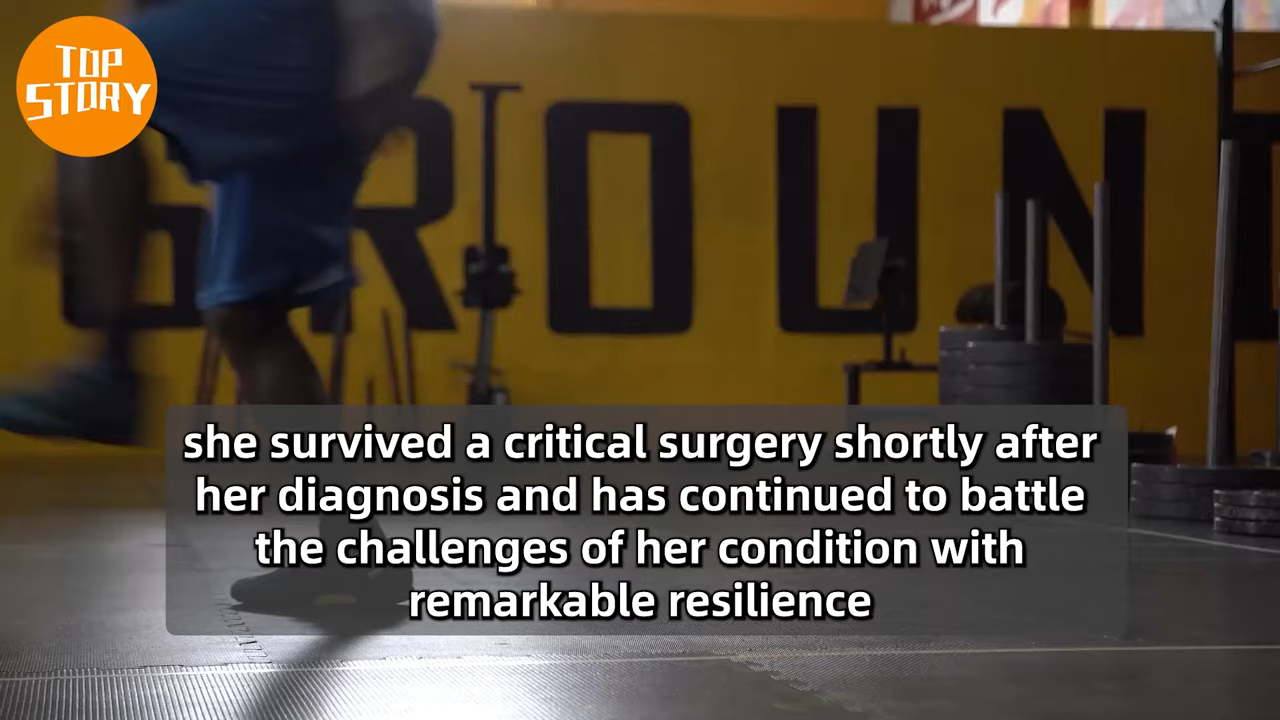 TOP
STORY
GROUN
she survived a critical surgery shortly after
her diagnosis and has continued to battle
the challenges of her condition with
remarkable resilience